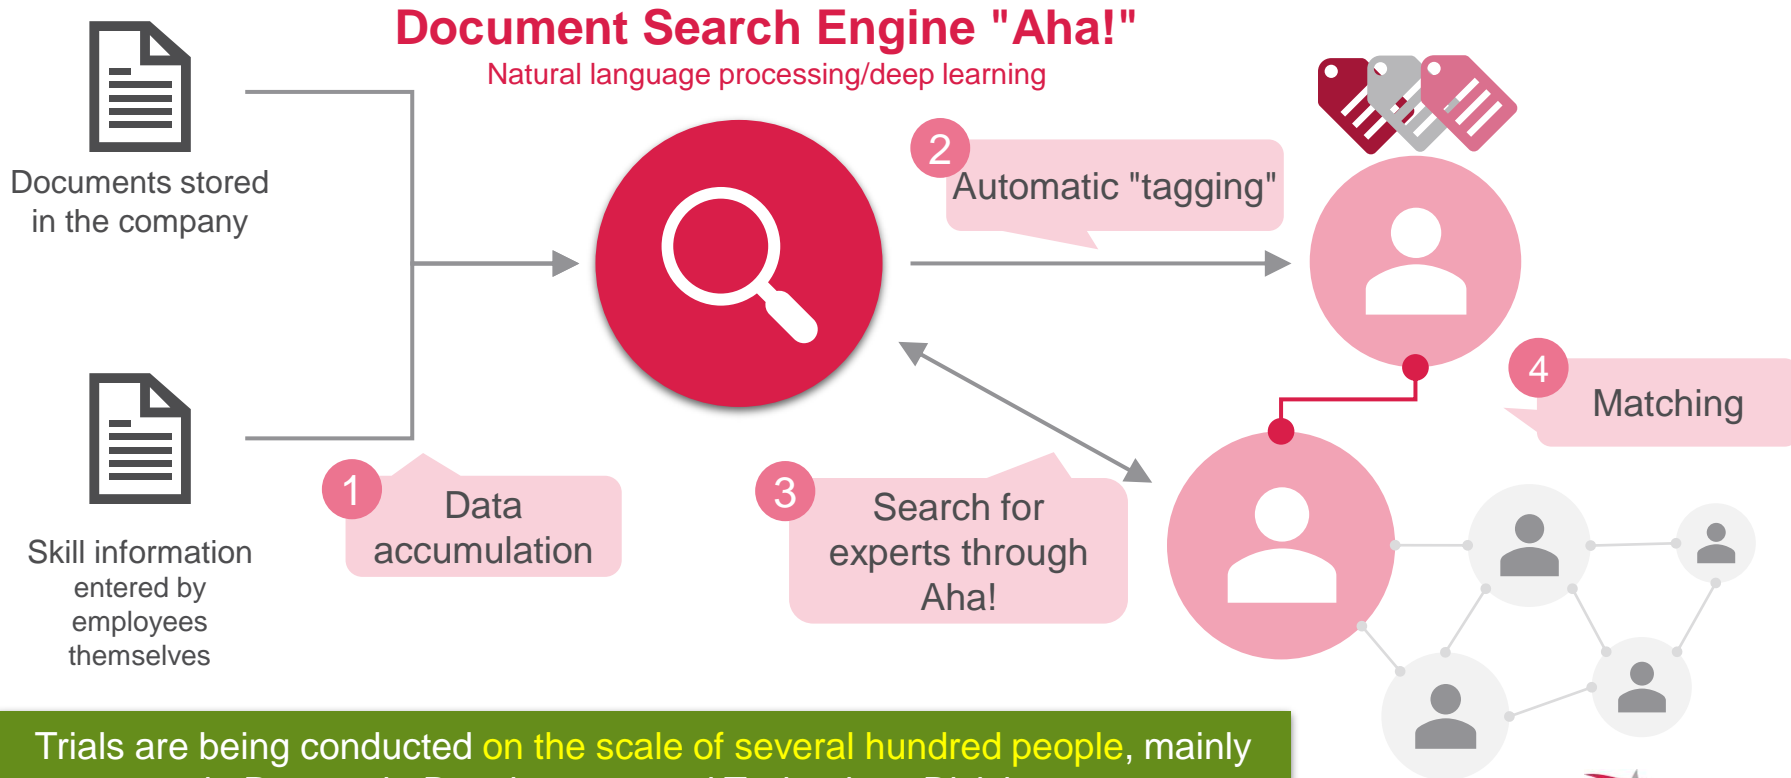 Document Search Engine "Aha!"
Natural language processing/deep learning
Documents stored
in the company
2
Automatic "tagging"
4
Matching
1
Data
accumulation
3
Search for
experts through
Aha!
Skill information
entered by
employees
themselves
Trials are being conducted on the scale of several hundred people, mainly